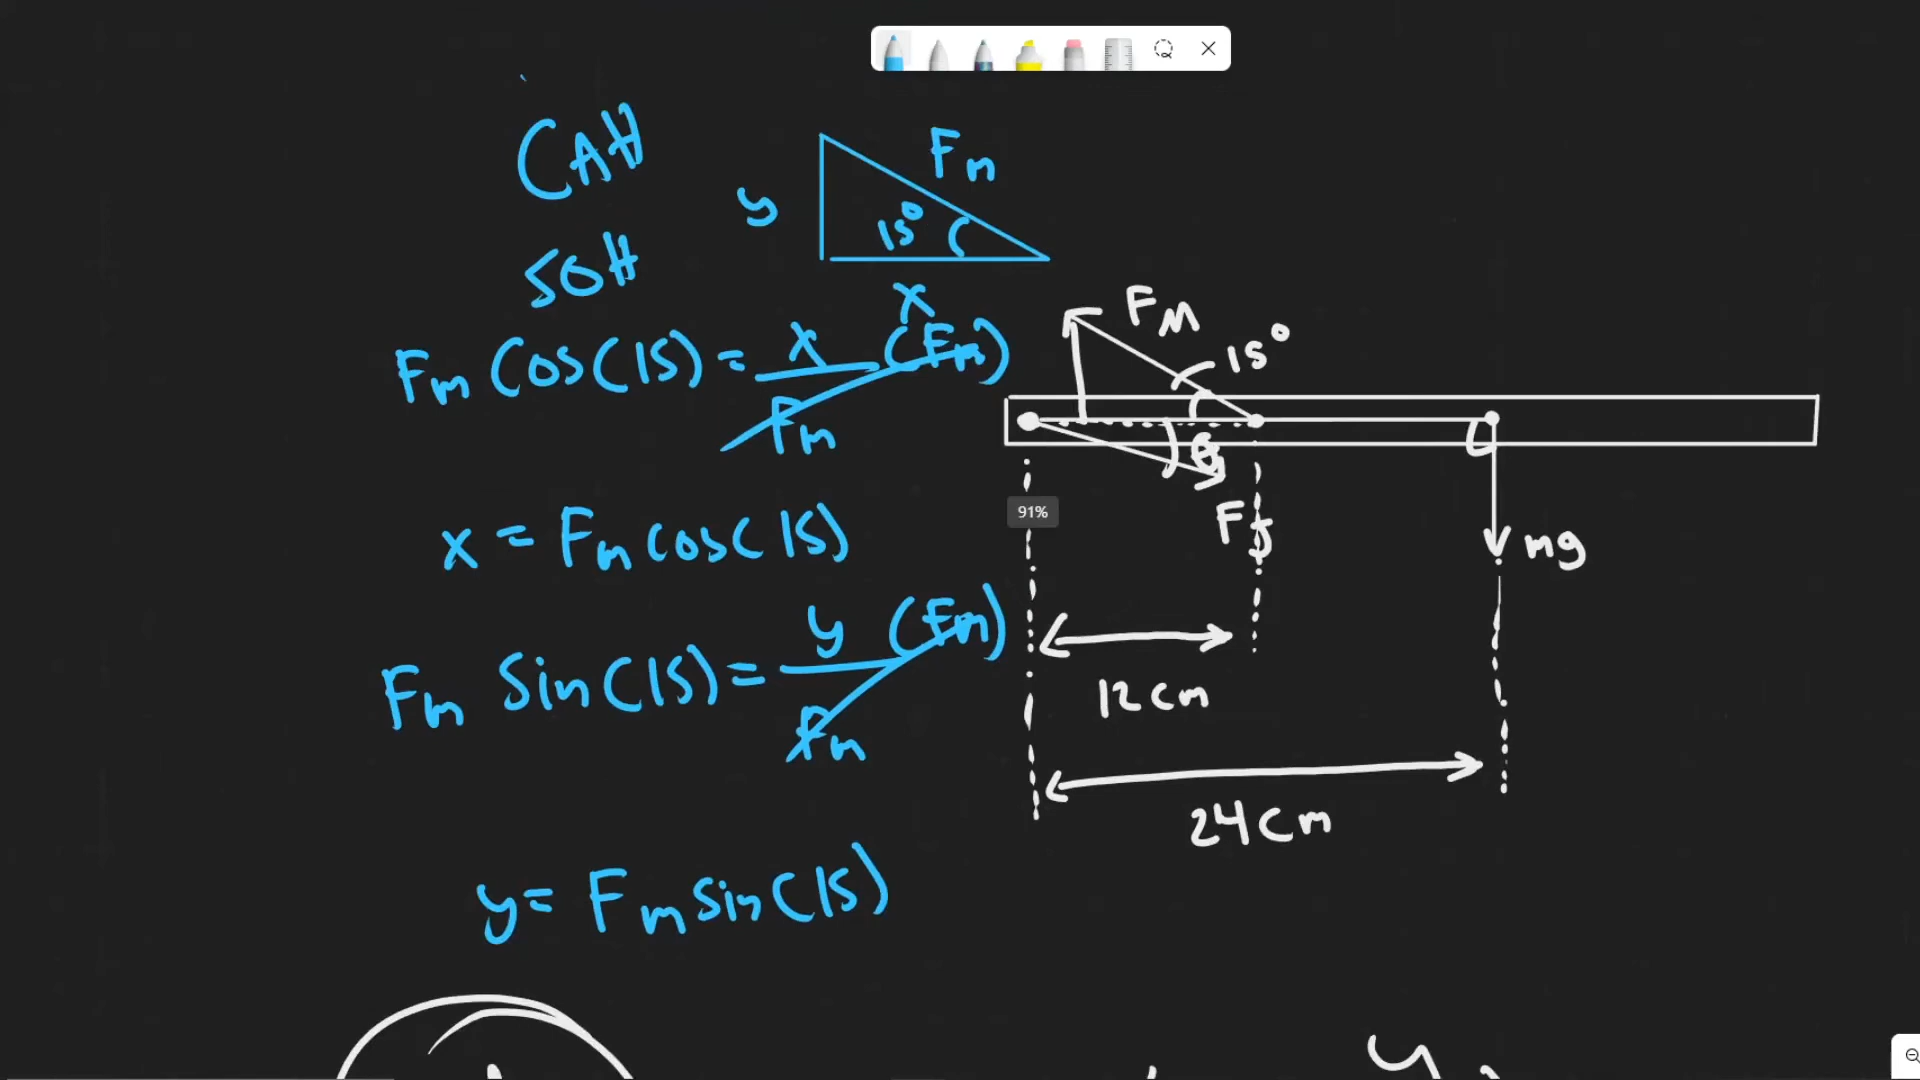 CAH
SOH
y
Fm
15°
x
Fm Cos(15) = x (Fm)
Fm
x = Fm cos(15)
Fm Sin(15) = y (Fm)
Fm
y = Fm sin(15)
FM
15°
θ
FJ
mg
91%
12cm
24cm